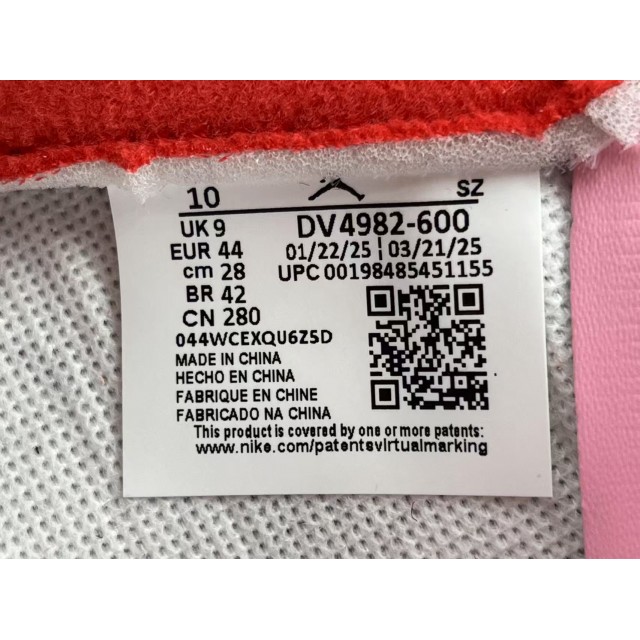 10 SZ
UK 9 DV4982-600
EUR 44 01/22/25 | 03/21/25
cm 28 UPC 00198485451155
BR 42
CN 280
044WCEXQU6Z5D
MADE IN CHINA
HECHO EN CHINA
FABRIQUE EN CHINE
FABRICADO NA CHINA
This product is covered by one or more patents:
www.nike.com/patentsvirtualmarking